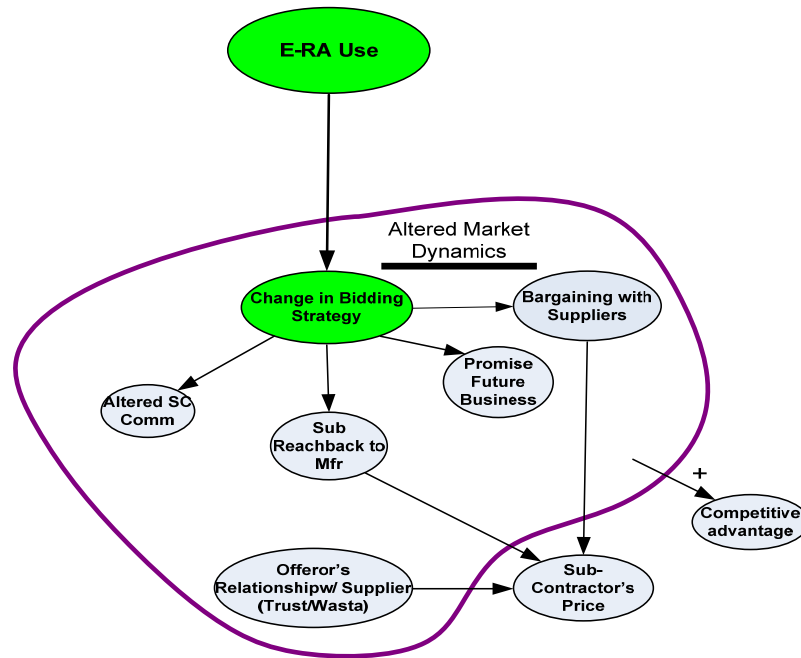 E-RA Use
Altered Market
Dynamics
Change in Bidding
Strategy
Bargaining with
Suppliers
Promise
Future
Business
Altered SC
Comm
Sub
Reachback to
Mfr
+
Competitive
advantage
Offeror's
Relationshipw/ Supplier
(Trust/Wasta)
Sub-
Contractor's
Price